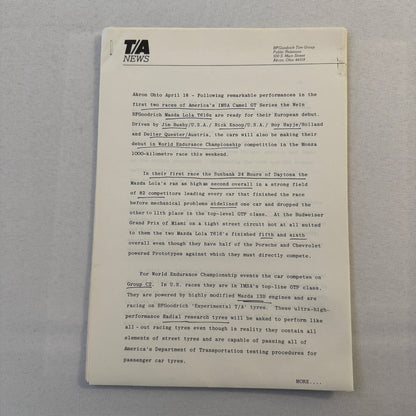 T/A
NEWS
BFGoodrich Tire Group
Public Relations
500 S. Main Street
Akron, Ohio 44318
Akron Ohio April 18 - Following remarkable performances in the
first two races of America's IMSA Camel GT Series the Wein
BFGoodrich Mazda Lola T616s are ready for their European debut.
Driven by Jim Busby/U.S.A./ Rick Knoop/U.S.A./ Boy Hayje/Holland
and Deiter Quester/Austria, the cars will also be making their
debut in World Endurance Championship competition in the Monza
1000-kilometre race this weekend.
In their first race the Sunbank 24 Hours of Daytona the
Mazda Lola's ran as high as second overall in a strong field
of 82 competitors leading every car that finished the race
before mechanical problems sidelined one car and dropped the
other to 11th place in the top-level GTP class. At the Budweiser
Grand Prix of Miami on a tight street circuit not at all suited
to them the two Mazda Lola T616's finished fifth and sixth
overall even though they have half of the Porsche and Chevrolet
powered Prototypes against which they must directly compete.
For World Endurance Championship events the car competes on
Group C2. In U.S. races they are in IMSA's top-line GTP class.
They are powered by highly modified Mazda 13B engines and are
racing on BFGoodrich 'Experimental T/A' tyres. These ultra-high-
performance Radial research tyres will be asked to perform like
all-out racing tyres even though in reality they contain all
elements of street tyres and are capable of passing all of
America's Department of Transportation testing procedures for
passenger car tyres.
MORE....